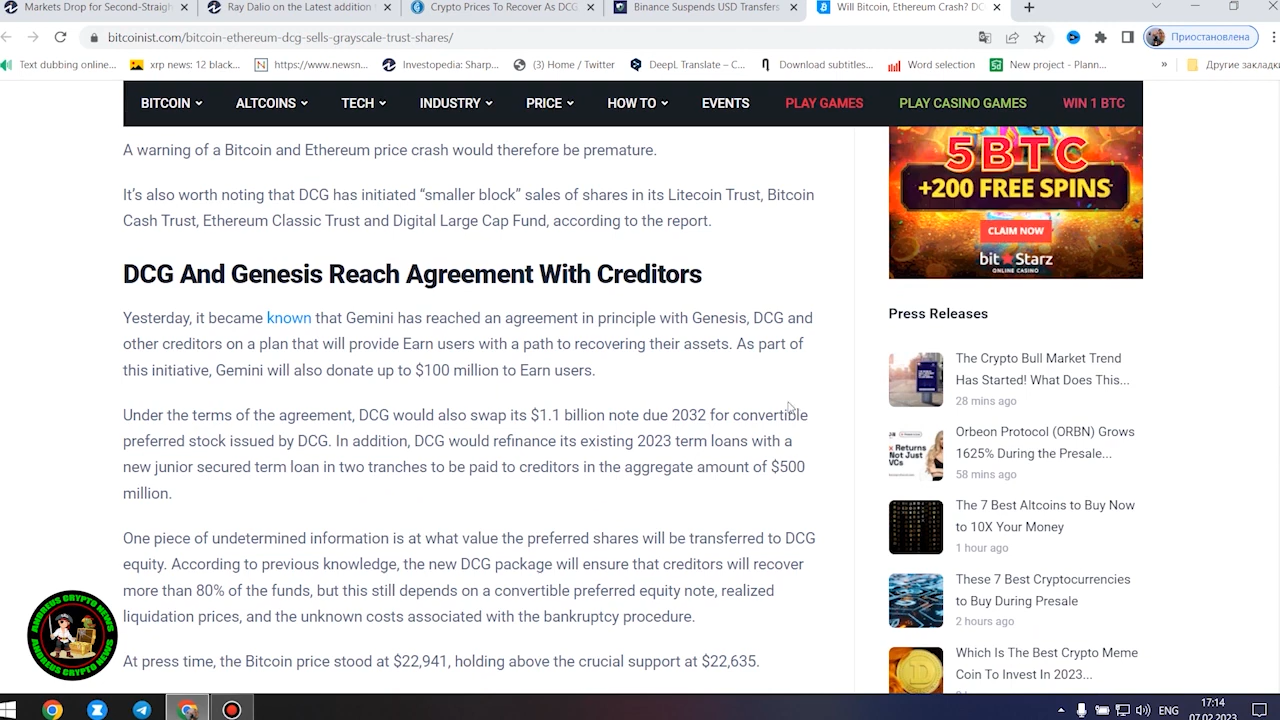 Markets Drop for Second-Straigh
Ray Dalio on the Latest addition
Crypto Prices To Recover As DCG
Binance Suspends USD Transfers
Will Bitcoin, Ethereum Crash? DC
bitcoinist.com/bitcoin-ethereum-dcg-sells-grayscale-trust-shares/
Приостановлена
Text dubbing online...
xrp news: 12 black...
https://www.newsn...
Investopedia: Sharp...
(3) Home / Twitter
DeepL Translate – C...
Download subtitles...
Word selection
New project - Plann...
»
Другие закладки
BITCOIN
ALTCOINS
TECH
INDUSTRY
PRICE
HOW TO
EVENTS
PLAY GAMES
PLAY CASINO GAMES
WIN 1 BTC
A warning of a Bitcoin and Ethereum price crash would therefore be premature.
It’s also worth noting that DCG has initiated “smaller block” sales of shares in its Litecoin Trust, Bitcoin
Cash Trust, Ethereum Classic Trust and Digital Large Cap Fund, according to the report.
DCG And Genesis Reach Agreement With Creditors
Yesterday, it became known that Gemini has reached an agreement in principle with Genesis, DCG and
other creditors on a plan that will provide Earn users with a path to recovering their assets. As part of
this initiative, Gemini will also donate up to $100 million to Earn users.
Under the terms of the agreement, DCG would also swap its $1.1 billion note due 2032 for convertible
preferred stock issued by DCG. In addition, DCG would refinance its existing 2023 term loans with a
new junior secured term loan in two tranches to be paid to creditors in the aggregate amount of $500
million.
One piece of indetermined information is at what value the preferred shares will be transferred to DCG
equity. According to previous knowledge, the new DCG package will ensure that creditors will recover
more than 80% of the funds, but this still depends on a convertible preferred equity note, realized
liquidation prices, and the unknown costs associated with the bankruptcy procedure.
At press time, the Bitcoin price stood at $22,941, holding above the crucial support at $22,635.
5BTC
+200 FREE SPINS
CLAIM NOW
bit★Starz
ONLINE CASINO
Press Releases
The Crypto Bull Market Trend
Has Started! What Does This...
28 mins ago
Returns
Not Just
VCs
Orbeon Protocol (ORBN) Grows
1625% During the Presale...
58 mins ago
The 7 Best Altcoins to Buy Now
to 10X Your Money
1 hour ago
These 7 Best Cryptocurrencies
to Buy During Presale
2 hours ago
Which Is The Best Crypto Meme
Coin To Invest In 2023...
ANDREUS CRYPTO NEWS
ANDREUS CRYPTO NEWS
ENG
17:14
07.02.2023